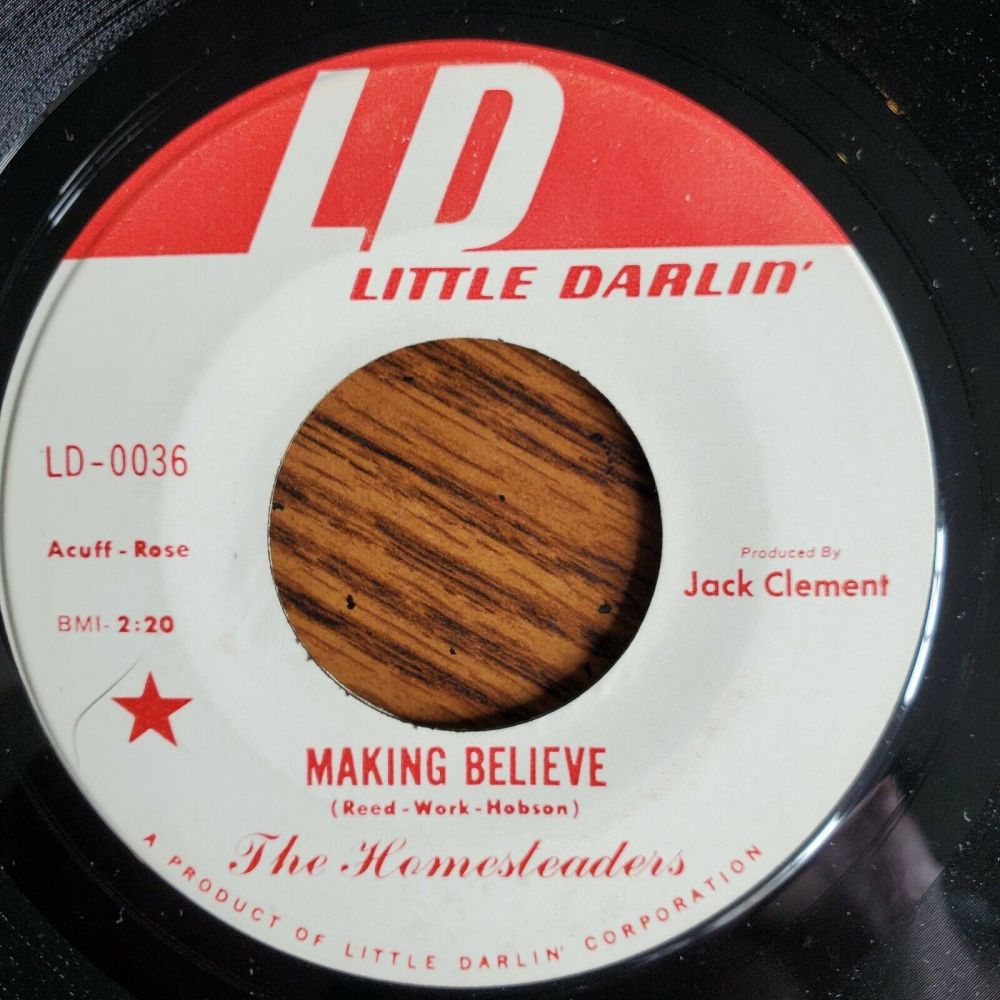 LD
LITTLE DARLIN'
LD-0036
Acuff-Rose
BMI-2:20
Produced By
Jack Clement
MAKING BELIEVE
(Reed-Work-Hobson)
The Homesteaders
A PRODUCT OF LITTLE DARLIN' CORPORATION